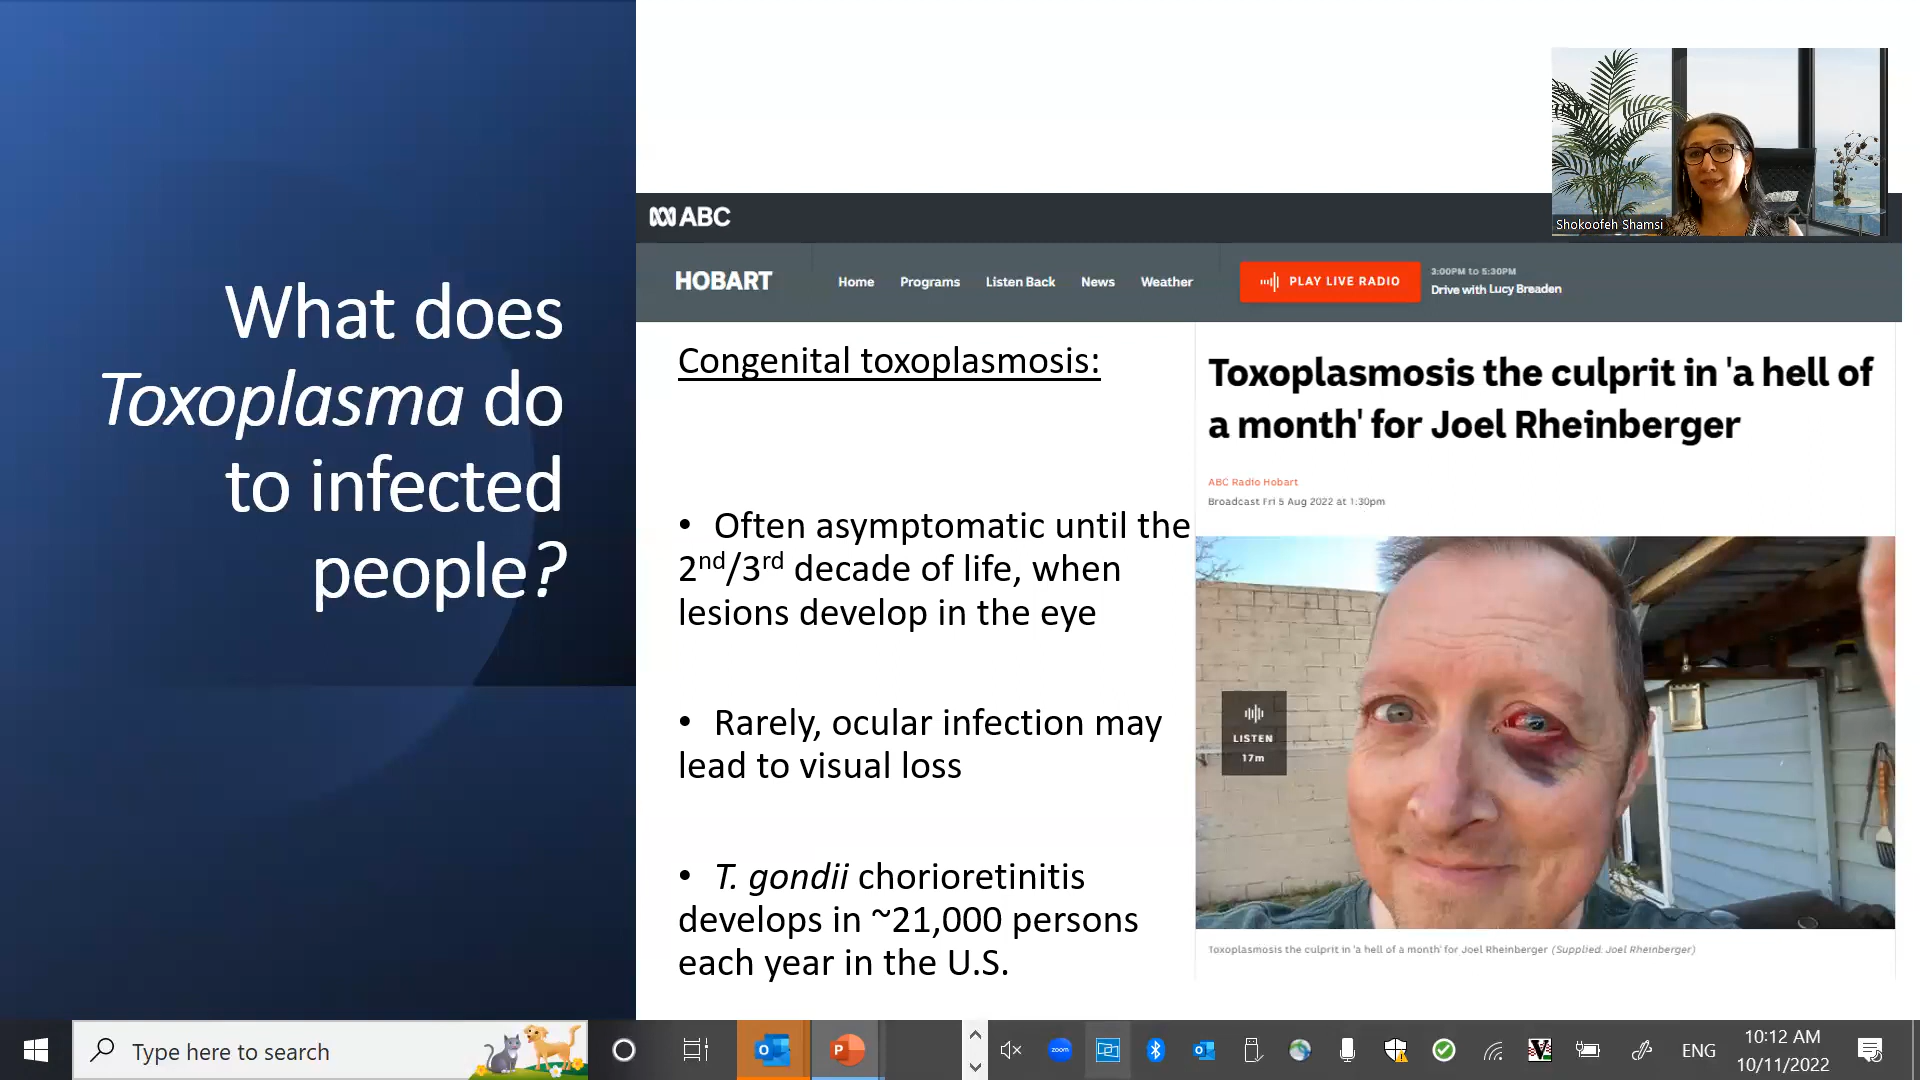 What does
Toxoplasma do
to infected
people?
Shokoofeh Shamsi
ABC
HOBART
Home
Programs
Listen Back
News
Weather
PLAY LIVE RADIO
3:00PM to 5:30PM
Drive with Lucy Breaden
Congenital toxoplasmosis:
• Often asymptomatic until the
2nd/3rd decade of life, when
lesions develop in the eye
• Rarely, ocular infection may
lead to visual loss
• T. gondii chorioretinitis
develops in ~21,000 persons
each year in the U.S.
Toxoplasmosis the culprit in 'a hell of
a month' for Joel Rheinberger
ABC Radio Hobart
Broadcast Fri 5 Aug 2022 at 1:30pm
LISTEN
17m
Toxoplasmosis the culprit in 'a hell of a month' for Joel Rheinberger (Supplied: Joel Rheinberger)
Type here to search
zoom
ENG
10:12 AM
10/11/2022